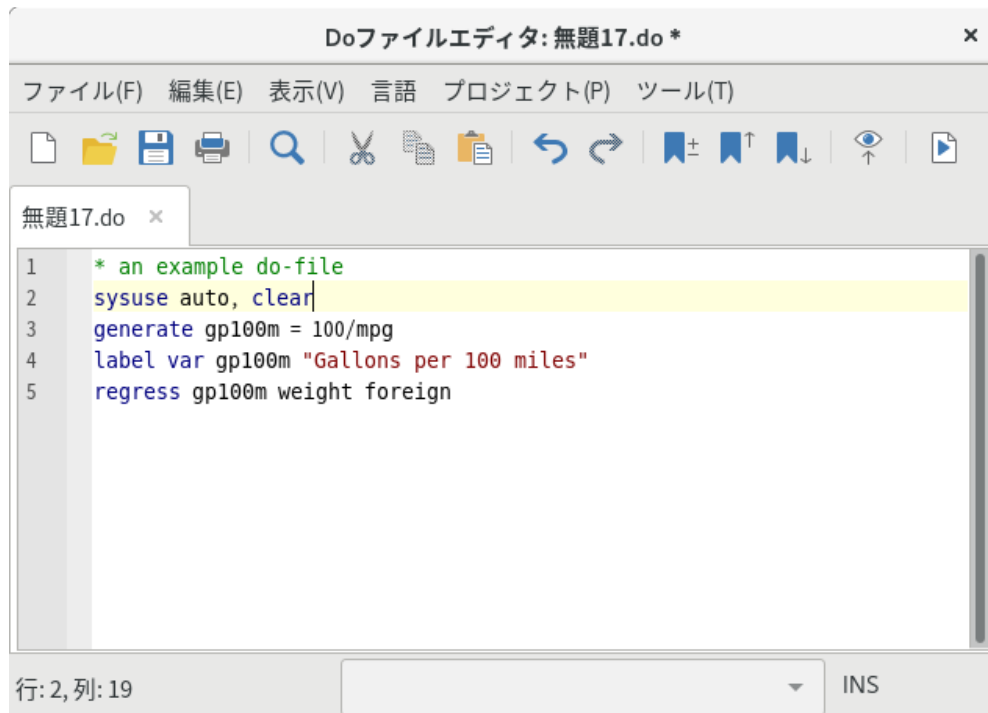 Doファイルエディタ: 無題17.do *
ファイル(F) 編集(E) 表示(V) 言語 プロジェクト(P) ツール(T)
無題17.do
1 * an example do-file
2 sysuse auto, clear
3 generate gp100m = 100/mpg
4 label var gp100m "Gallons per 100 miles"
5 regress gp100m weight foreign
行: 2, 列: 19 INS